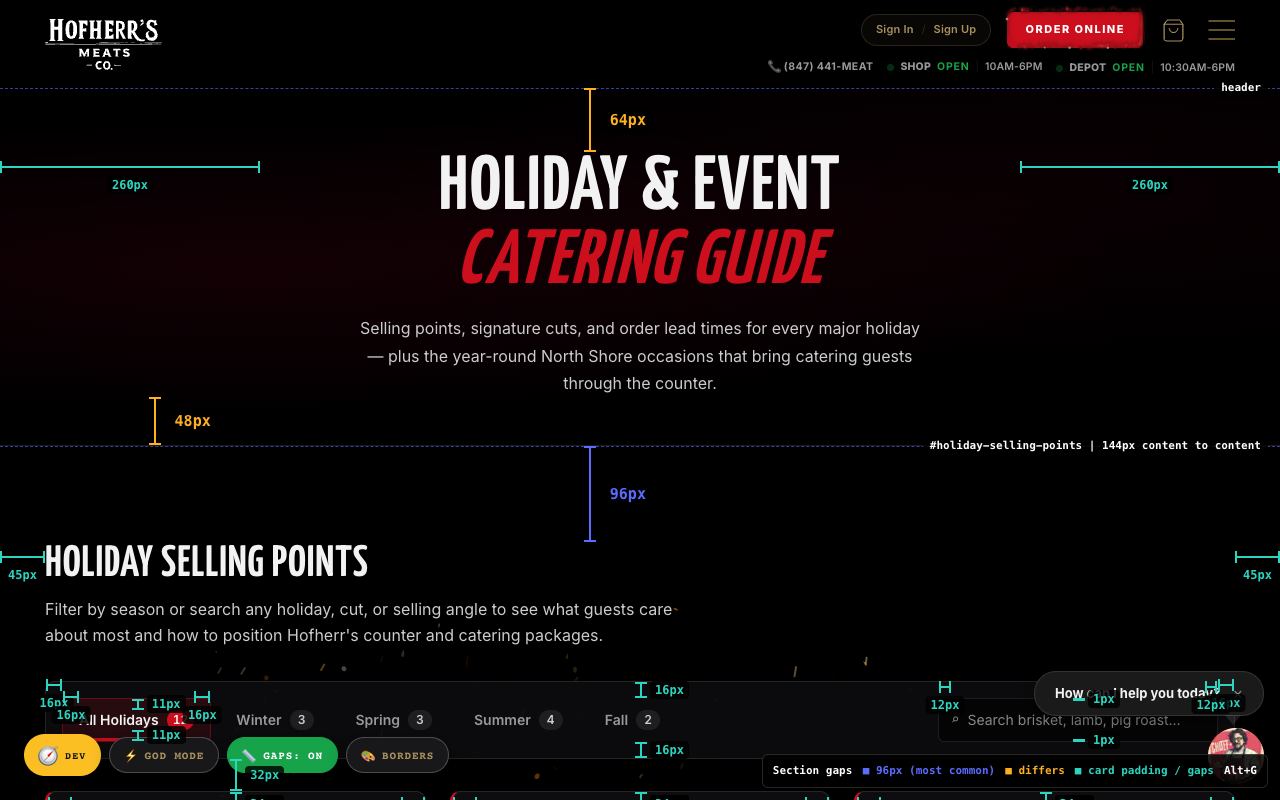 HOFHERR'S
MEATS
CO.
Sign In / Sign Up
ORDER ONLINE
(847) 441-MEAT SHOP OPEN 10AM-6PM DEPOT OPEN 10:30AM-6PM
header
64px
260px
260px
HOLIDAY & EVENT
CATERING GUIDE
Selling points, signature cuts, and order lead times for every major holiday
— plus the year-round North Shore occasions that bring catering guests
through the counter.
48px
#holiday-selling-points | 144px content to content
96px
HOLIDAY SELLING POINTS
45px
45px
Filter by season or search any holiday, cut, or selling angle to see what guests care
about most and how to position Hofherr's counter and catering packages.
16px
11px
16px
How can I help you today?
1px
12px
12px
16px
16px
All Holidays
Winter 3
Spring 3
Summer 4
Fall 2
Search brisket, lamb, pig roast...
11px
16px
1px
DEV
GOD MODE
GAPS: ON
BORDERS
32px
Section gaps ■ 96px (most common) ■ differs ■ card padding / gaps Alt+G